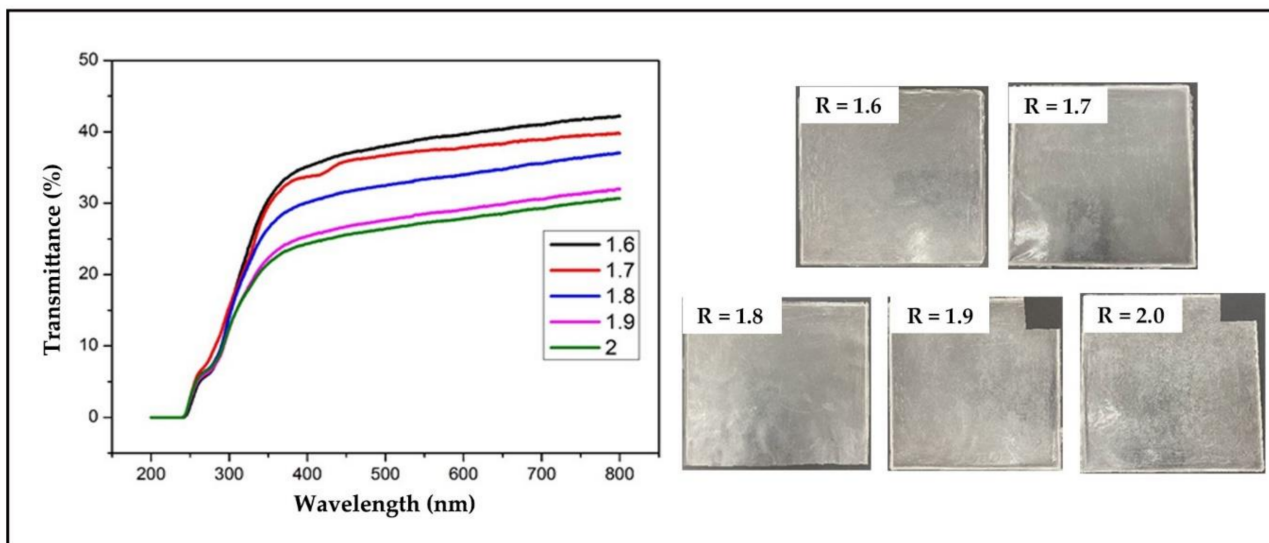 50
40
30
20
10
0
Transmittance (%)
200 300 400 500 600 700 800
Wavelength (nm)
1.6
1.7
1.8
1.9
2
R = 1.6
R = 1.7
R = 1.8
R = 1.9
R = 2.0